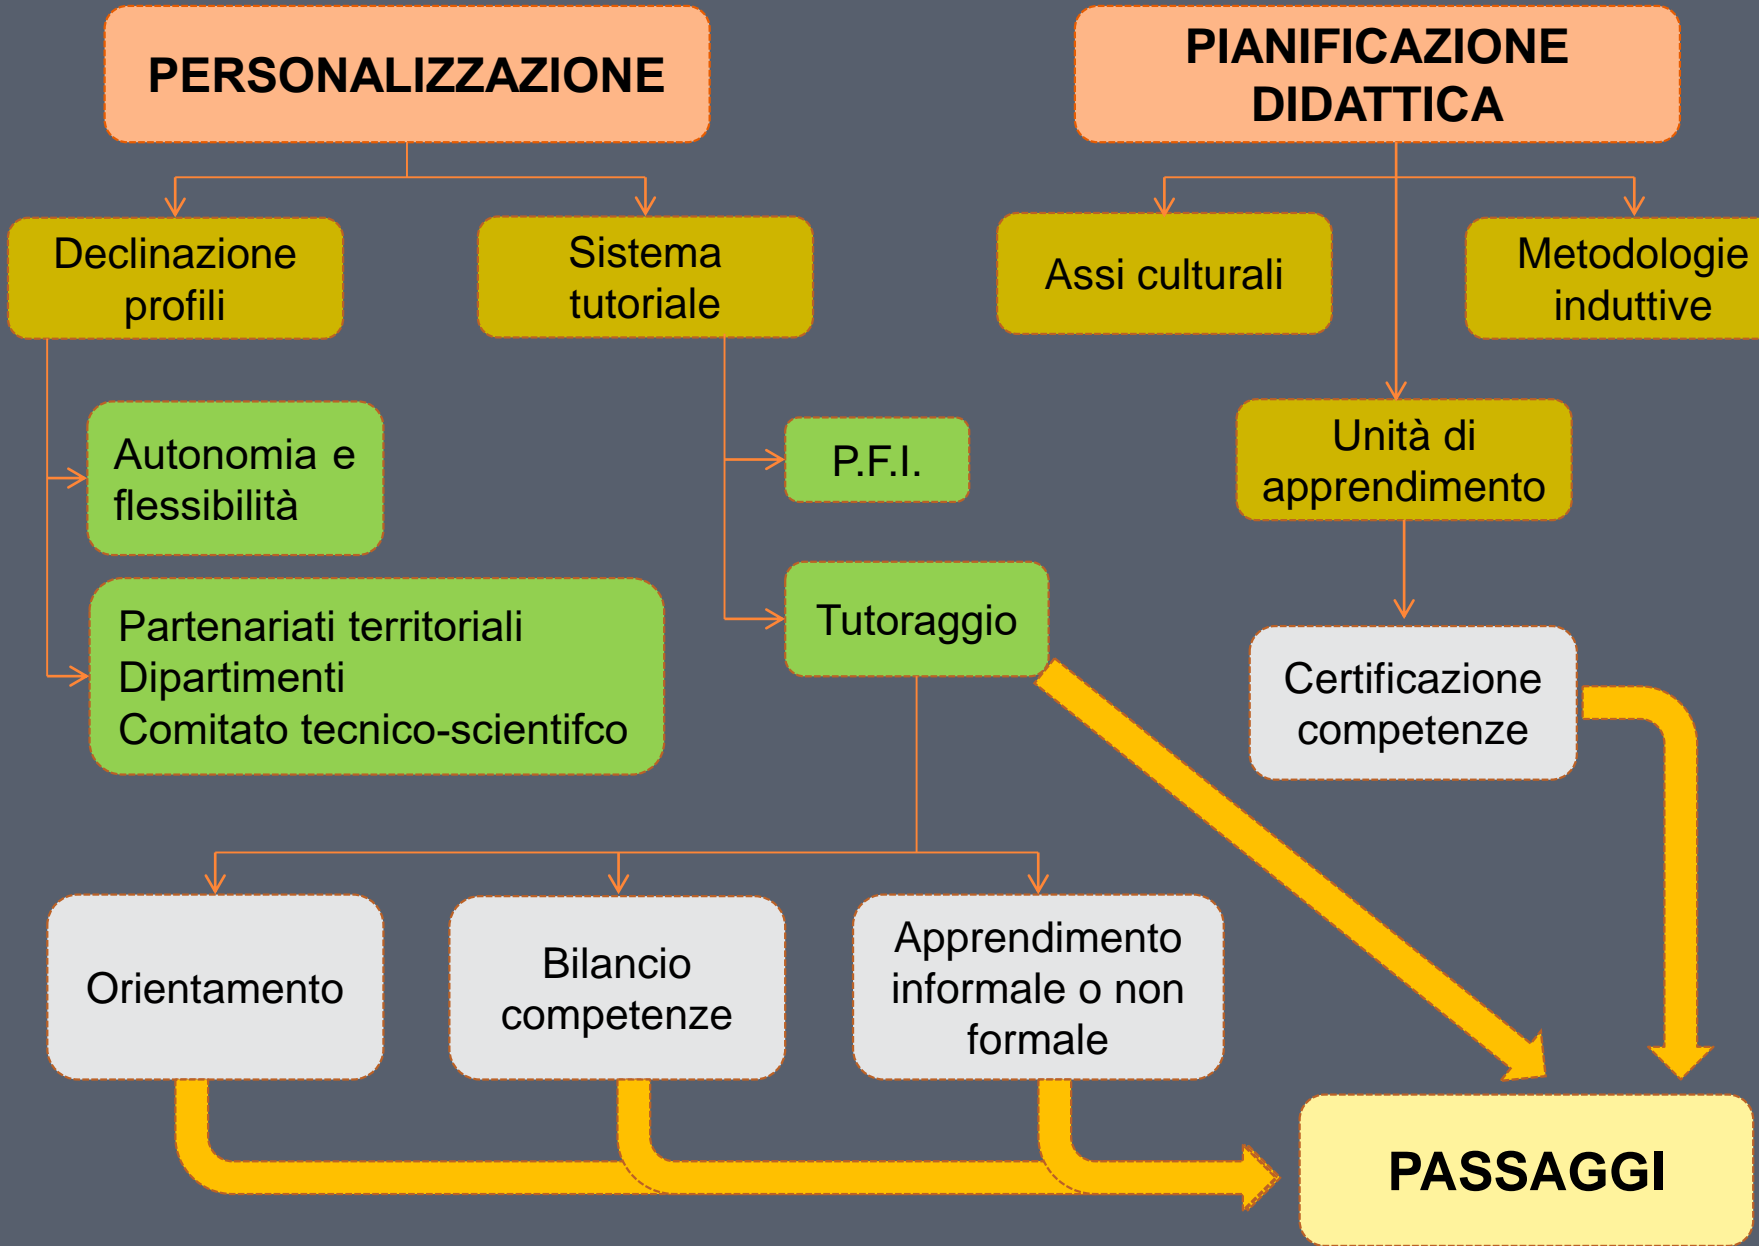 PERSONALIZZAZIONE
PIANIFICAZIONE
DIDATTICA
Declinazione
profili
Sistema
tutoriale
Assi culturali
Metodologie
induttive
Autonomia e
flessibilità
P.F.I.
Unità di
apprendimento
Partenariati territoriali
Dipartimenti
Comitato tecnico-scientifco
Tutoraggio
Certificazione
competenze
Orientamento
Bilancio
competenze
Apprendimento
informale o non
formale
PASSAGGI